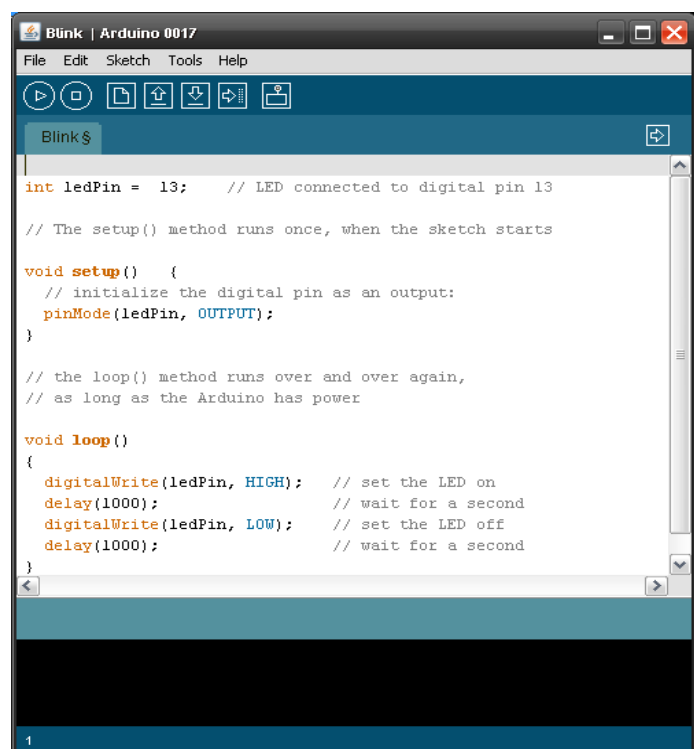 Blink | Arduino 0017
File Edit Sketch Tools Help
Blink §
int ledPin =  13;    // LED connected to digital pin 13
// The setup() method runs once, when the sketch starts
void setup()   {
  // initialize the digital pin as an output:
  pinMode(ledPin, OUTPUT);
}
// the loop() method runs over and over again,
// as long as the Arduino has power
void loop()
{
  digitalWrite(ledPin, HIGH);   // set the LED on
  delay(1000);                  // wait for a second
  digitalWrite(ledPin, LOW);    // set the LED off
  delay(1000);                  // wait for a second
}
1